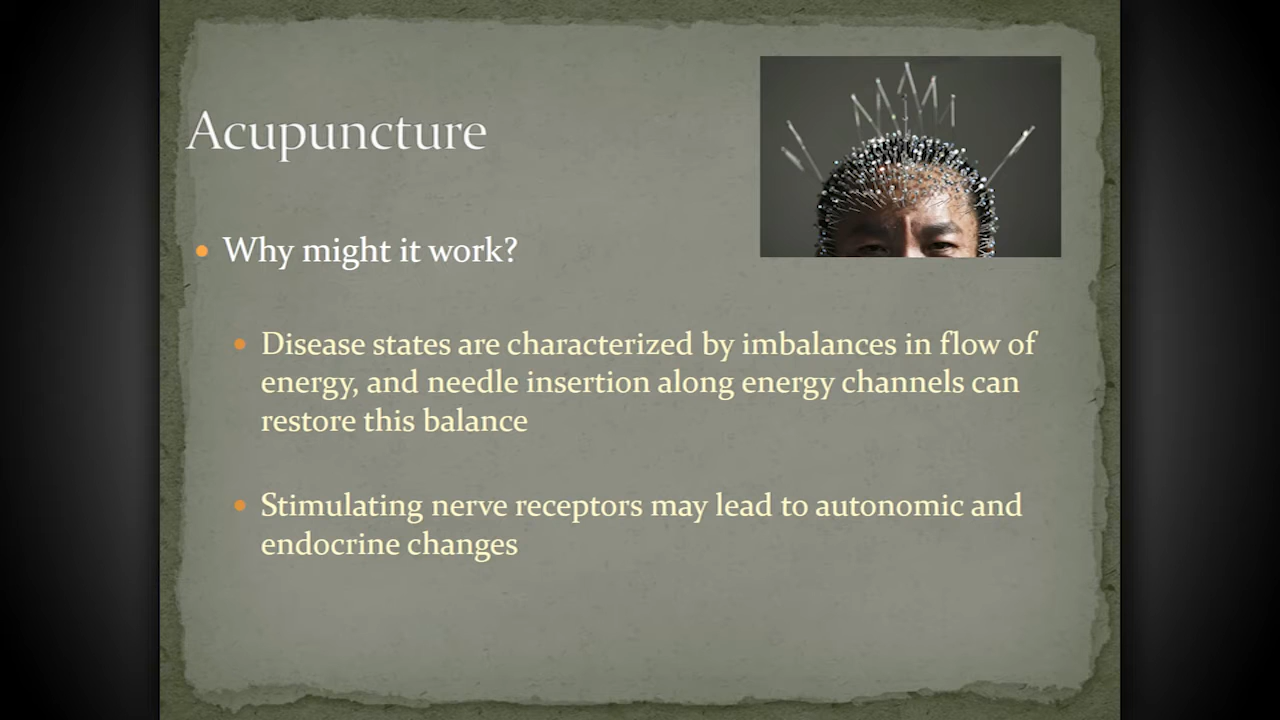 Acupuncture
Why might it work?
Disease states are characterized by imbalances in flow of
energy, and needle insertion along energy channels can
restore this balance
Stimulating nerve receptors may lead to autonomic and
endocrine changes